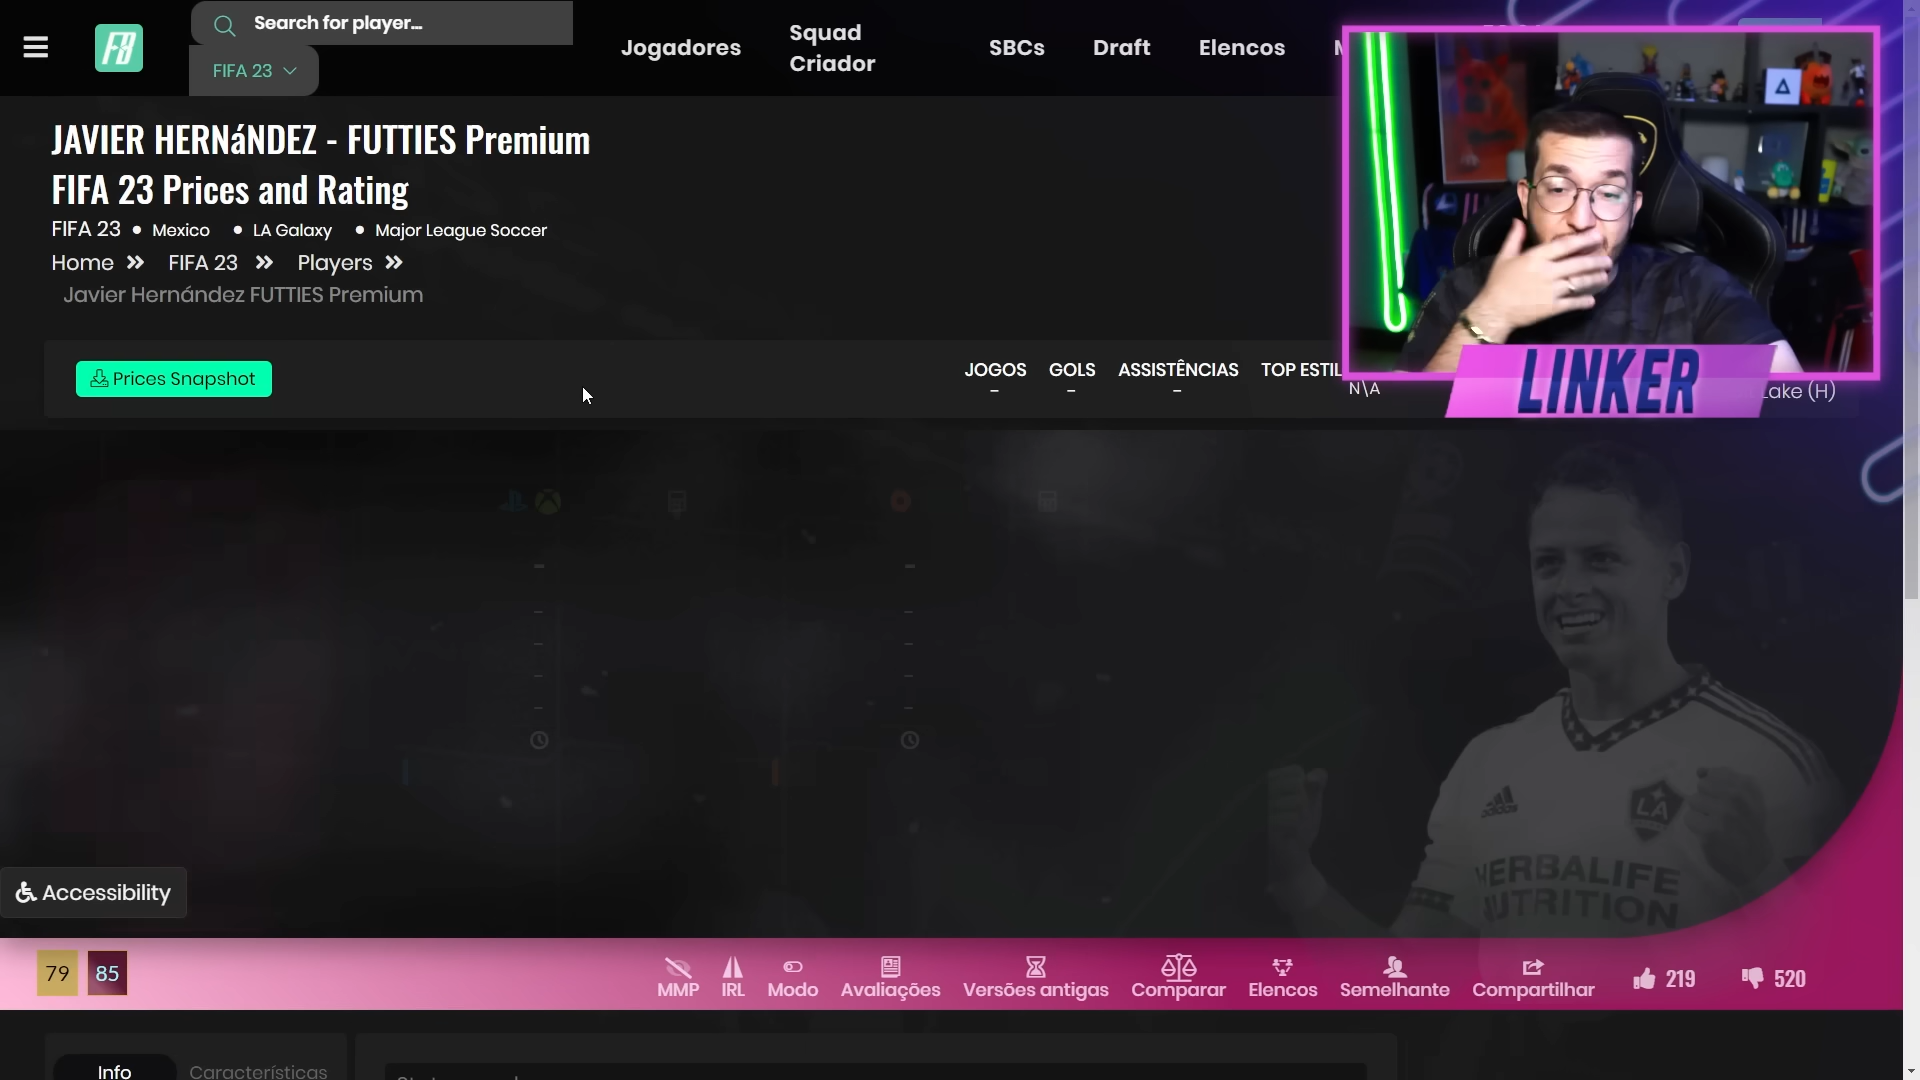 Search for player...
FIFA 23
Jogadores
Squad
Criador
SBCs
Draft
Elencos
JAVIER HERNáNDEZ - FUTTIES Premium
FIFA 23 Prices and Rating
FIFA 23 • Mexico • LA Galaxy • Major League Soccer
Home » FIFA 23 » Players »
Javier Hernández FUTTIES Premium
Prices Snapshot
JOGOS GOLS ASSISTÊNCIAS TOP ESTIL
- - - N\A
Lake (H)
LINKER
LA
HERBALIFE
NUTRITION
Accessibility
79 85
MMP IRL Modo Avaliações Versões antigas Comparar Elencos Semelhante Compartilhar 219 520
Info Características